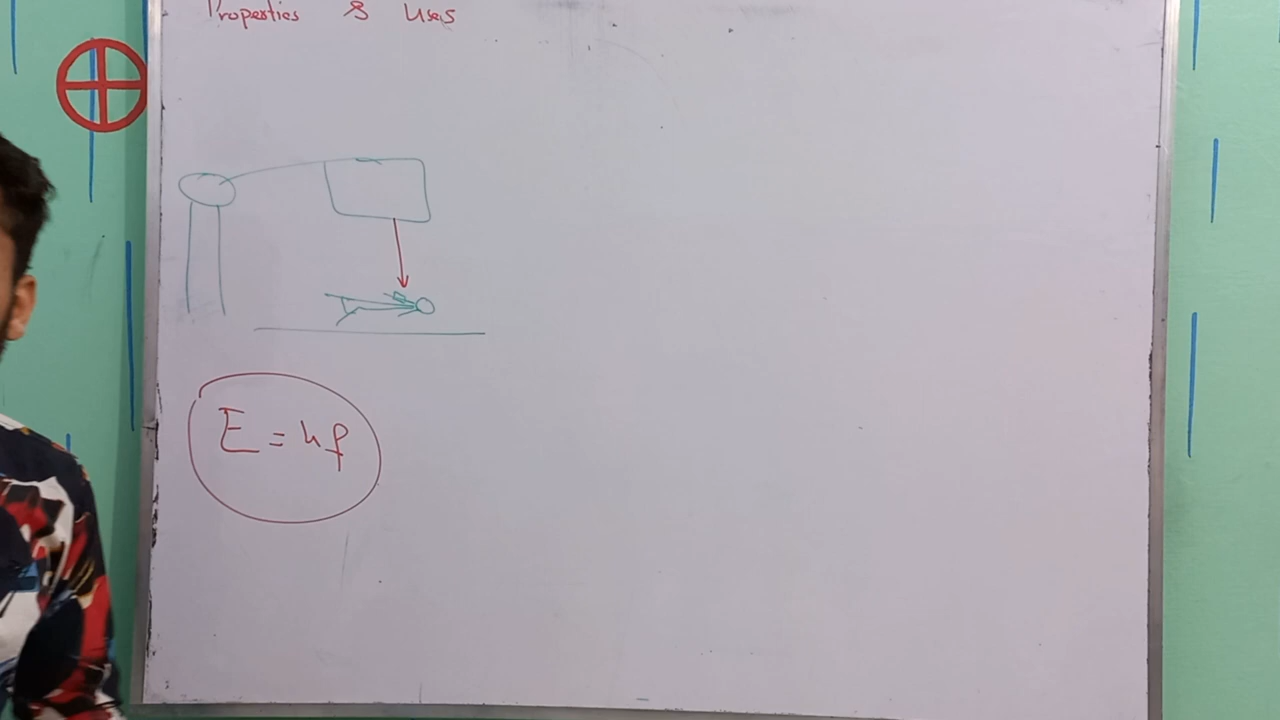 Properties & Uses
E = hf